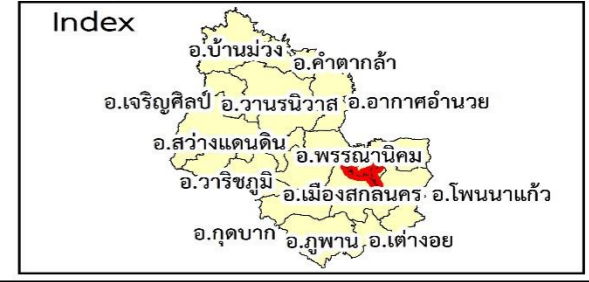 Index
อ.บ้านม่วง
อ.คำตากล้า
อ.เจริญศิลป์ อ.วานรนิวาส อ.อากาศอำนวย
อ.สว่างแดนดิน อ.พรรณานิคม
อ.วาริชภูมิ อ.เมืองสกลนคร อ.โพนนาแก้ว
อ.กุดบาก อ.ภูพาน อ.เต่างอย